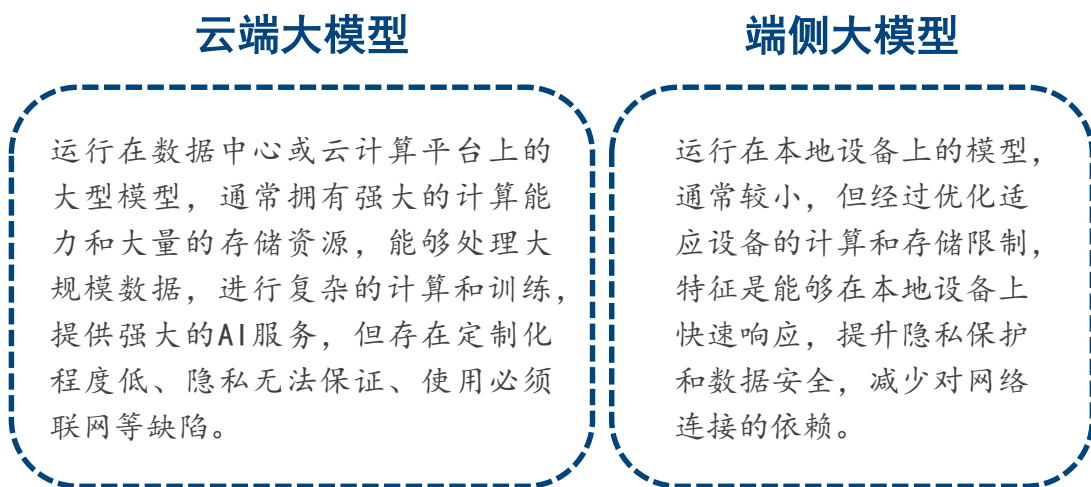 云端大模型
运行在数据中心或云计算平台上的
大型模型，通常拥有强大的计算能
力和大量的存储资源，能够处理大
规模数据，进行复杂的计算和训练，
提供强大的AI服务，但存在定制化
程度低、隐私无法保证、使用必须
联网等缺陷。
端侧大模型
运行在本地设备上的模型，
通常较小，但经过优化适
应设备的计算和存储限制，
特征是能够在本地设备上
快速响应，提升隐私保护
和数据安全，减少对网络
连接的依赖。